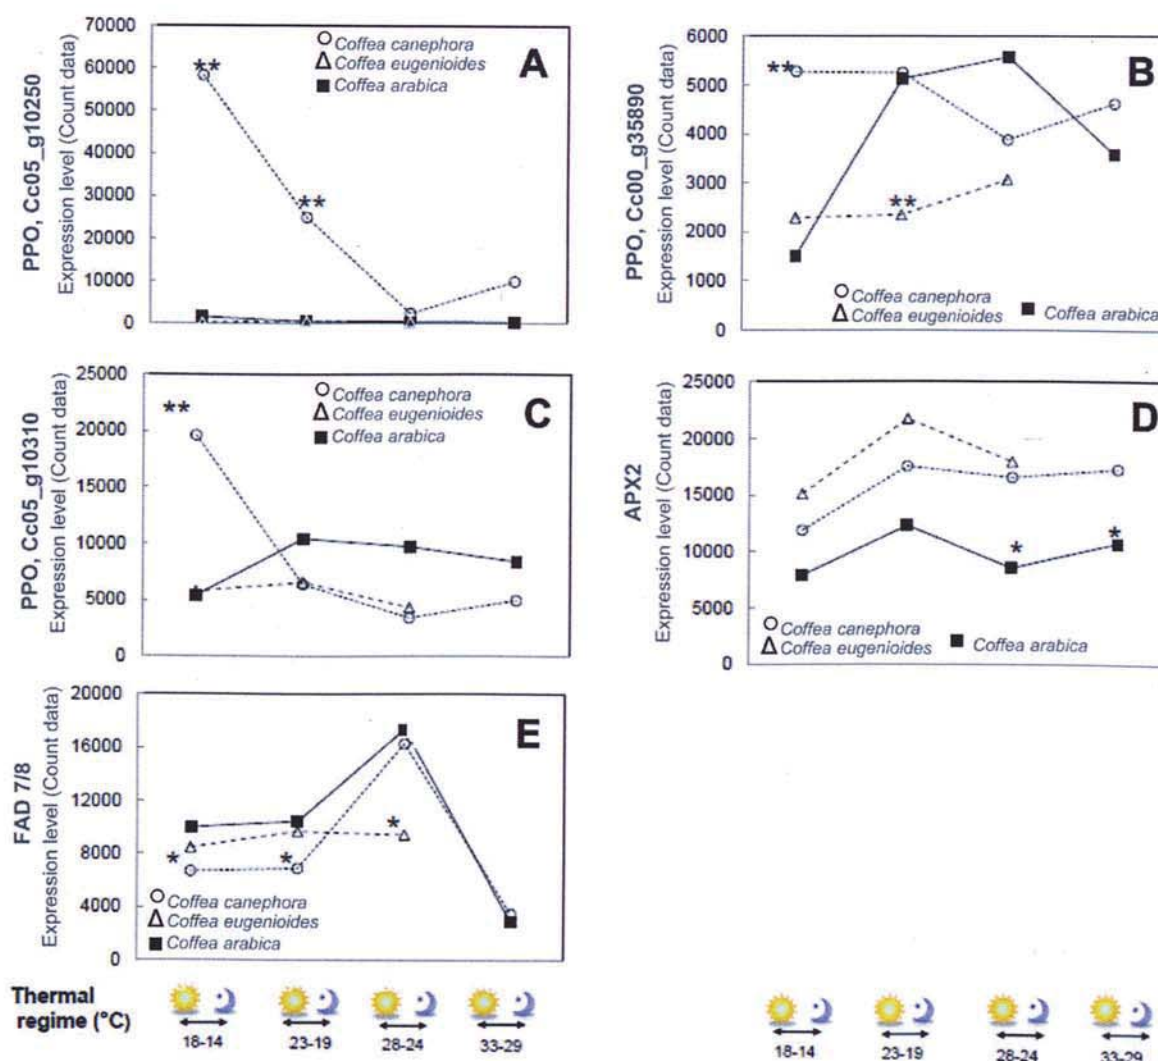 PPO, Cc05_g10250
Expression level (Count data)
70000
60000
50000
40000
30000
20000
10000
0
**
**
Coffea canephora
Coffea eugenioides
Coffea arabica
A
PPO, Cc00_g35890
Expression level (Count data)
6000
5000
4000
3000
2000
1000
0
**
**
Coffea canephora
Coffea eugenioides
Coffea arabica
B
PPO, Cc05_g10310
Expression level (Count data)
25000
20000
15000
10000
5000
0
**
Coffea canephora
Coffea eugenioides
Coffea arabica
C
APX2
Expression level (Count data)
25000
20000
15000
10000
5000
0
*
*
Coffea canephora
Coffea eugenioides
Coffea arabica
D
FAD 7/8
Expression level (Count data)
20000
16000
12000
8000
4000
0
*
*
*
Coffea canephora
Coffea eugenioides
Coffea arabica
E
Thermal
regime (°C)
18-14
23-19
28-24
33-29
18-14
23-19
28-24
33-29